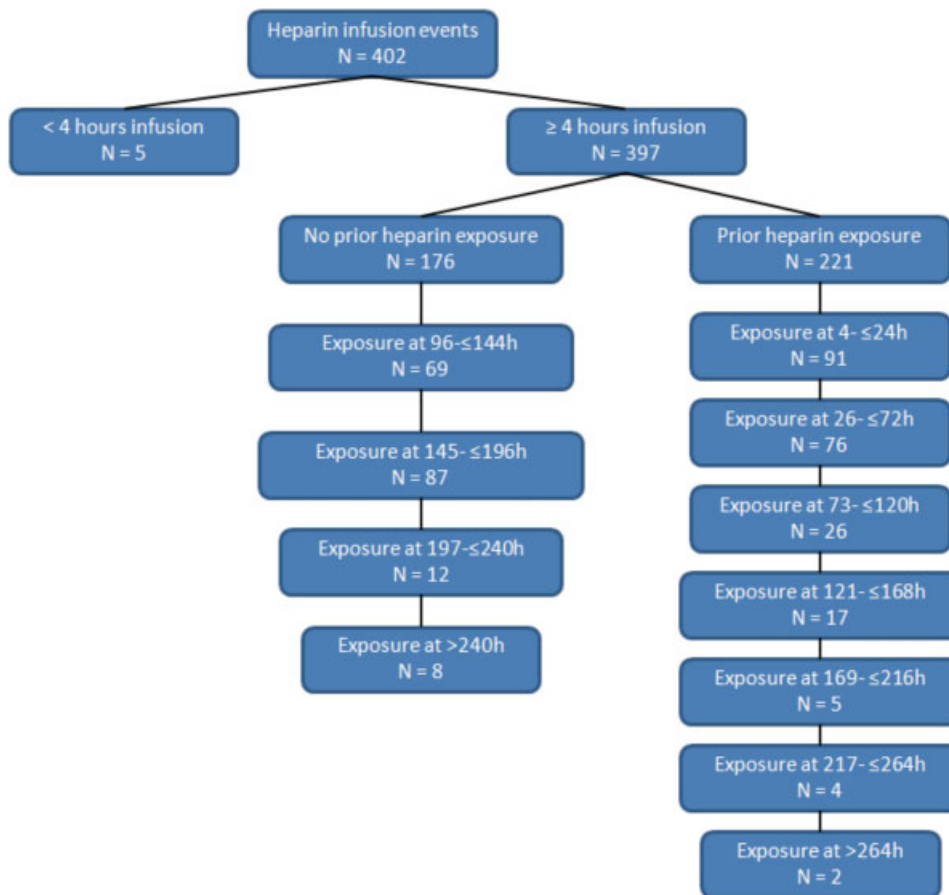 Heparin infusion events
N = 402
< 4 hours infusion
N = 5
≥ 4 hours infusion
N = 397
No prior heparin exposure
N = 176
Prior heparin exposure
N = 221
Exposure at 96-≤144h
N = 69
Exposure at 145- ≤196h
N = 87
Exposure at 197-≤240h
N = 12
Exposure at >240h
N = 8
Exposure at 4- ≤24h
N = 91
Exposure at 26- ≤72h
N = 76
Exposure at 73- ≤120h
N = 26
Exposure at 121- ≤168h
N = 17
Exposure at 169- ≤216h
N = 5
Exposure at 217- ≤264h
N = 4
Exposure at >264h
N = 2